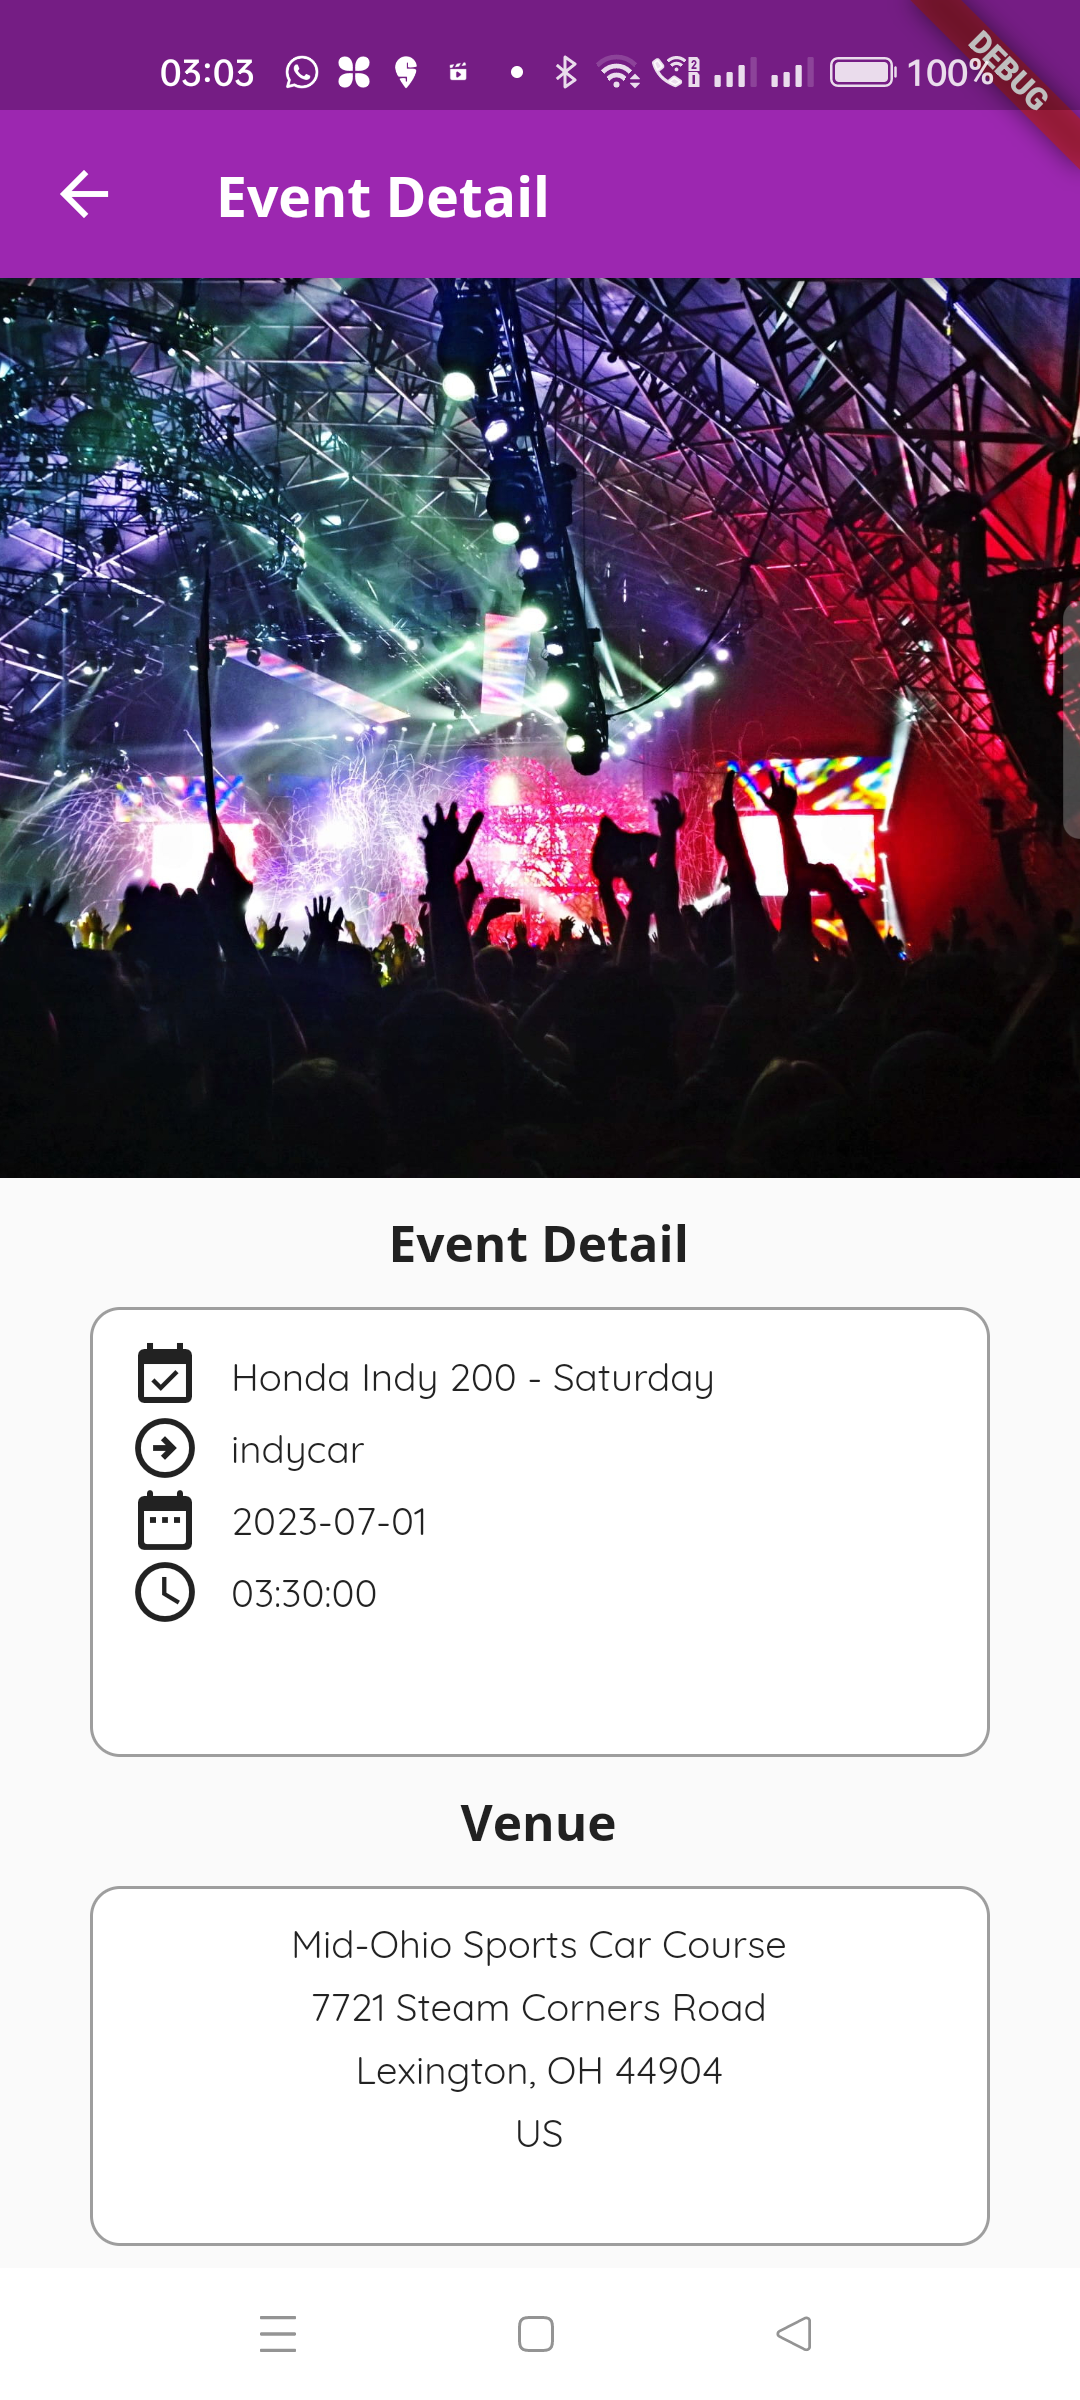 03:03
100%
DEBUG
Event Detail
Event Detail
Honda Indy 200 - Saturday
indycar
2023-07-01
03:30:00
Venue
Mid-Ohio Sports Car Course
7721 Steam Corners Road
Lexington, OH 44904
US